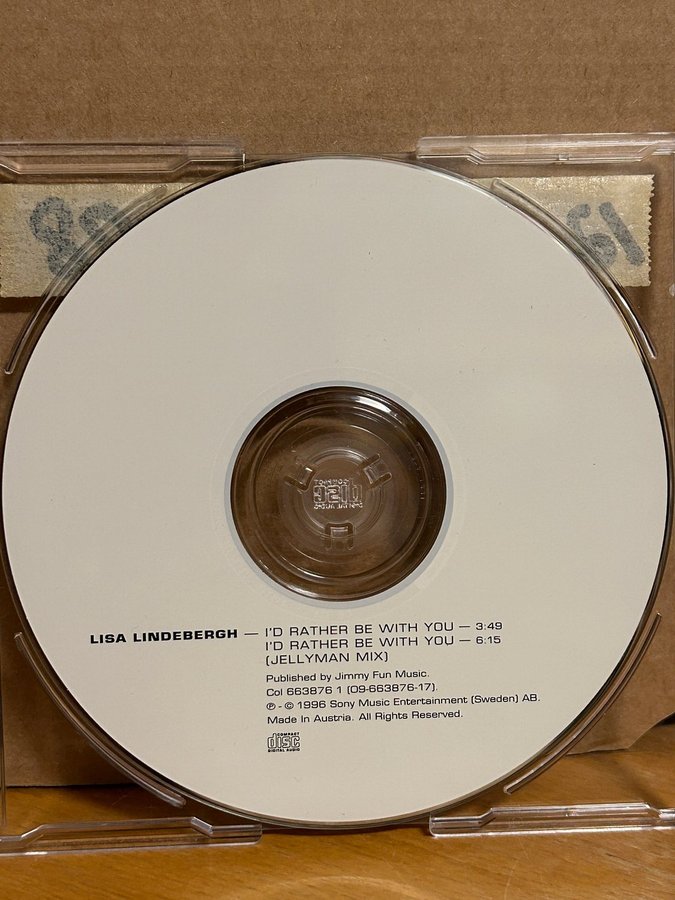 LISA LINDEBERGH — I'D RATHER BE WITH YOU — 3:49
I'D RATHER BE WITH YOU — 6:15
(JELLYMAN MIX)
Published by Jimmy Fun Music.
Col 663876 1 (09-663876-17).
℗ - © 1996 Sony Music Entertainment (Sweden) AB.
Made In Austria. All Rights Reserved.
COMPACT
disc
DIGITAL AUDIO